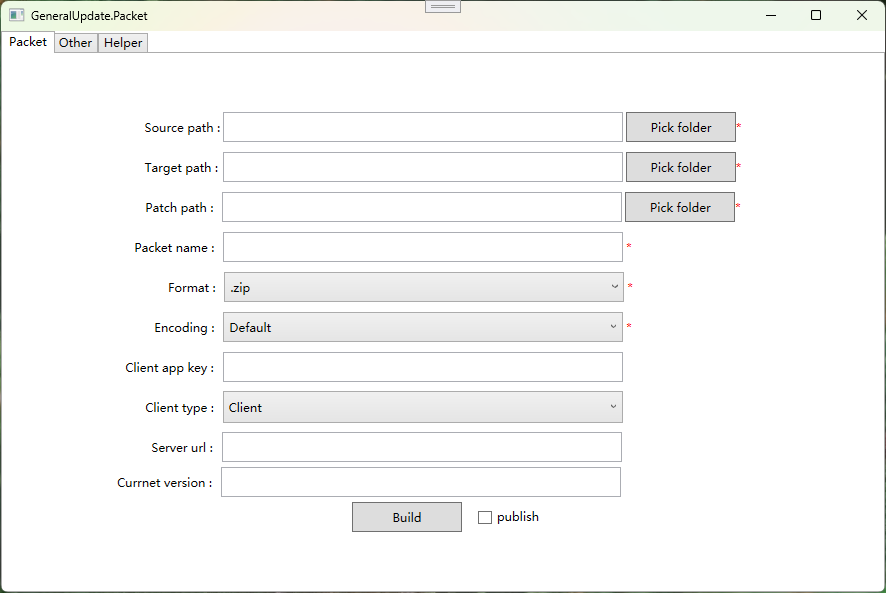 GeneralUpdate.Packet
Packet Other Helper
Source path : Pick folder *
Target path : Pick folder *
Patch path : Pick folder *
Packet name : *
Format : .zip *
Encoding : Default *
Client app key :
Client type : Client
Server url :
Currnet version :
Build publish